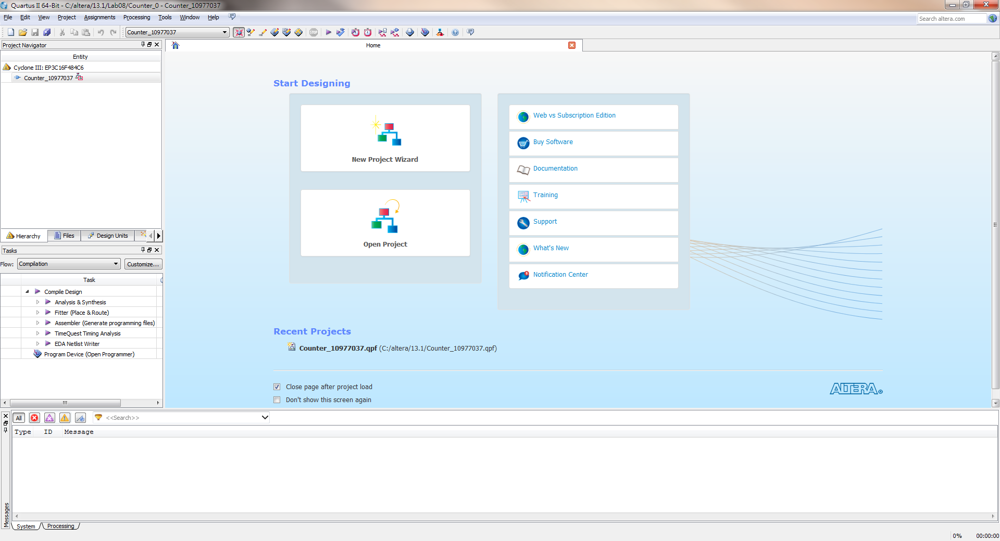 Quartus II 64-Bit - C:/altera/13.1/Lab08/Counter_0 - Counter_10977037
File Edit View Project Assignments Processing Tools Window Help
Search altera.com
Counter_10977037
STOP
Project Navigator
Home
Entity
Cyclone III: EP3C16F484C6
Counter_10977037
Hierarchy Files Design Units
Tasks
Flow: Compilation Customize...
Task
Compile Design
Analysis & Synthesis
Fitter (Place & Route)
Assembler (Generate programming files)
TimeQuest Timing Analysis
EDA Netlist Writer
Program Device (Open Programmer)
Start Designing
New Project Wizard
Open Project
Web vs Subscription Edition
Buy Software
Documentation
Training
Support
What's New
Notification Center
Recent Projects
Counter_10977037.qpf (C:/altera/13.1/Counter_10977037.qpf)
Close page after project load
Don't show this screen again
ALTERA®
All <<Search>>
Type ID Message
Messages
System Processing
0% 00:00:00